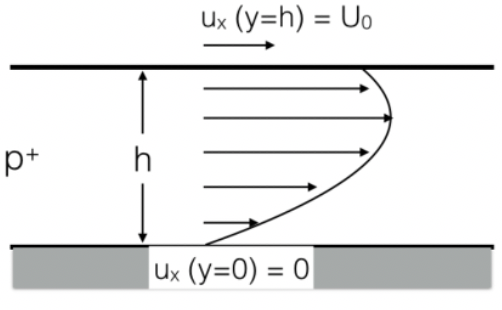 uₓ (y=h) = U₀
p⁺
h
uₓ (y=0) = 0